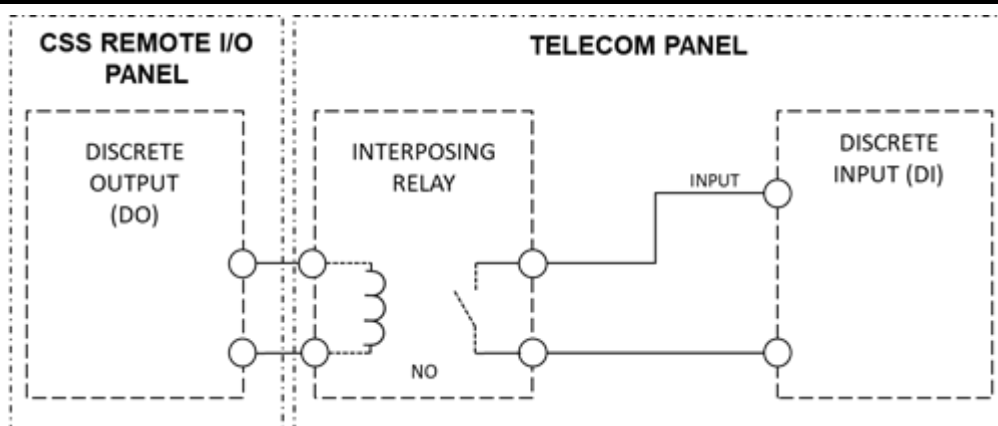 CSS REMOTE I/O
PANEL
TELECOM PANEL
DISCRETE
OUTPUT
(DO)
INTERPOSING
RELAY
NO
INPUT
DISCRETE
INPUT (DI)